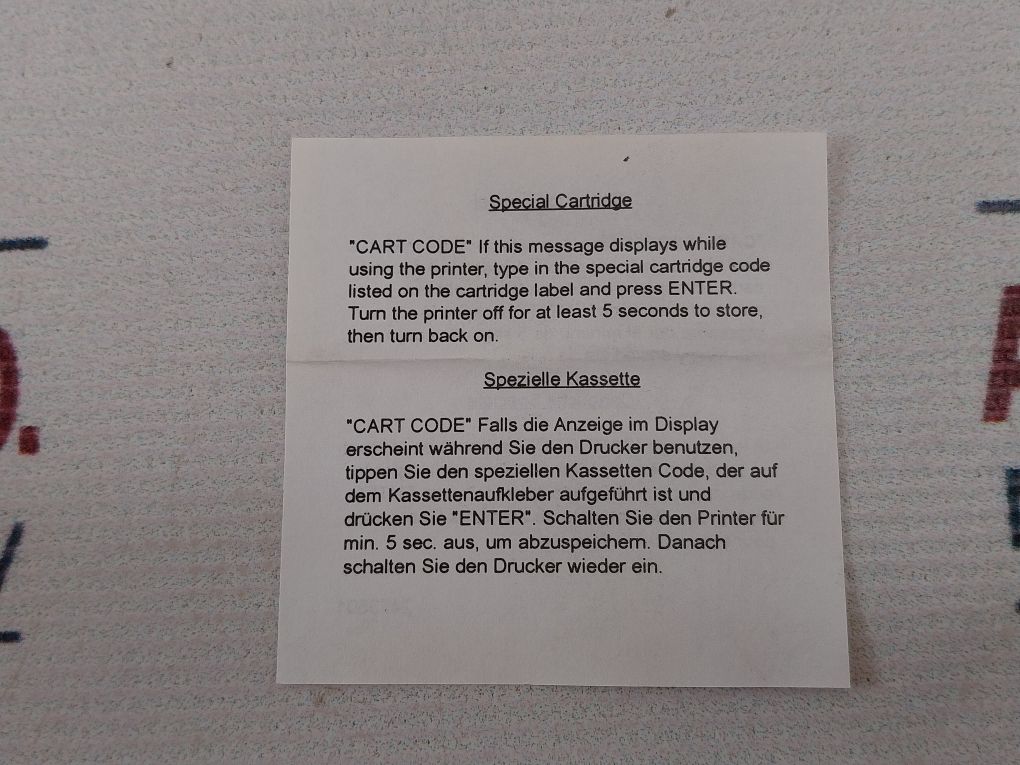 Special Cartridge
"CART CODE" If this message displays while
using the printer, type in the special cartridge code
listed on the cartridge label and press ENTER.
Turn the printer off for at least 5 seconds to store,
then turn back on.
Spezielle Kassette
"CART CODE" Falls die Anzeige im Display
erscheint während Sie den Drucker benutzen,
tippen Sie den speziellen Kassetten Code, der auf
dem Kassettenaufkleber aufgeführt ist und
drücken Sie "ENTER". Schalten Sie den Printer für
min. 5 sec. aus, um abzuspeichern. Danach
schalten Sie den Drucker wieder ein.